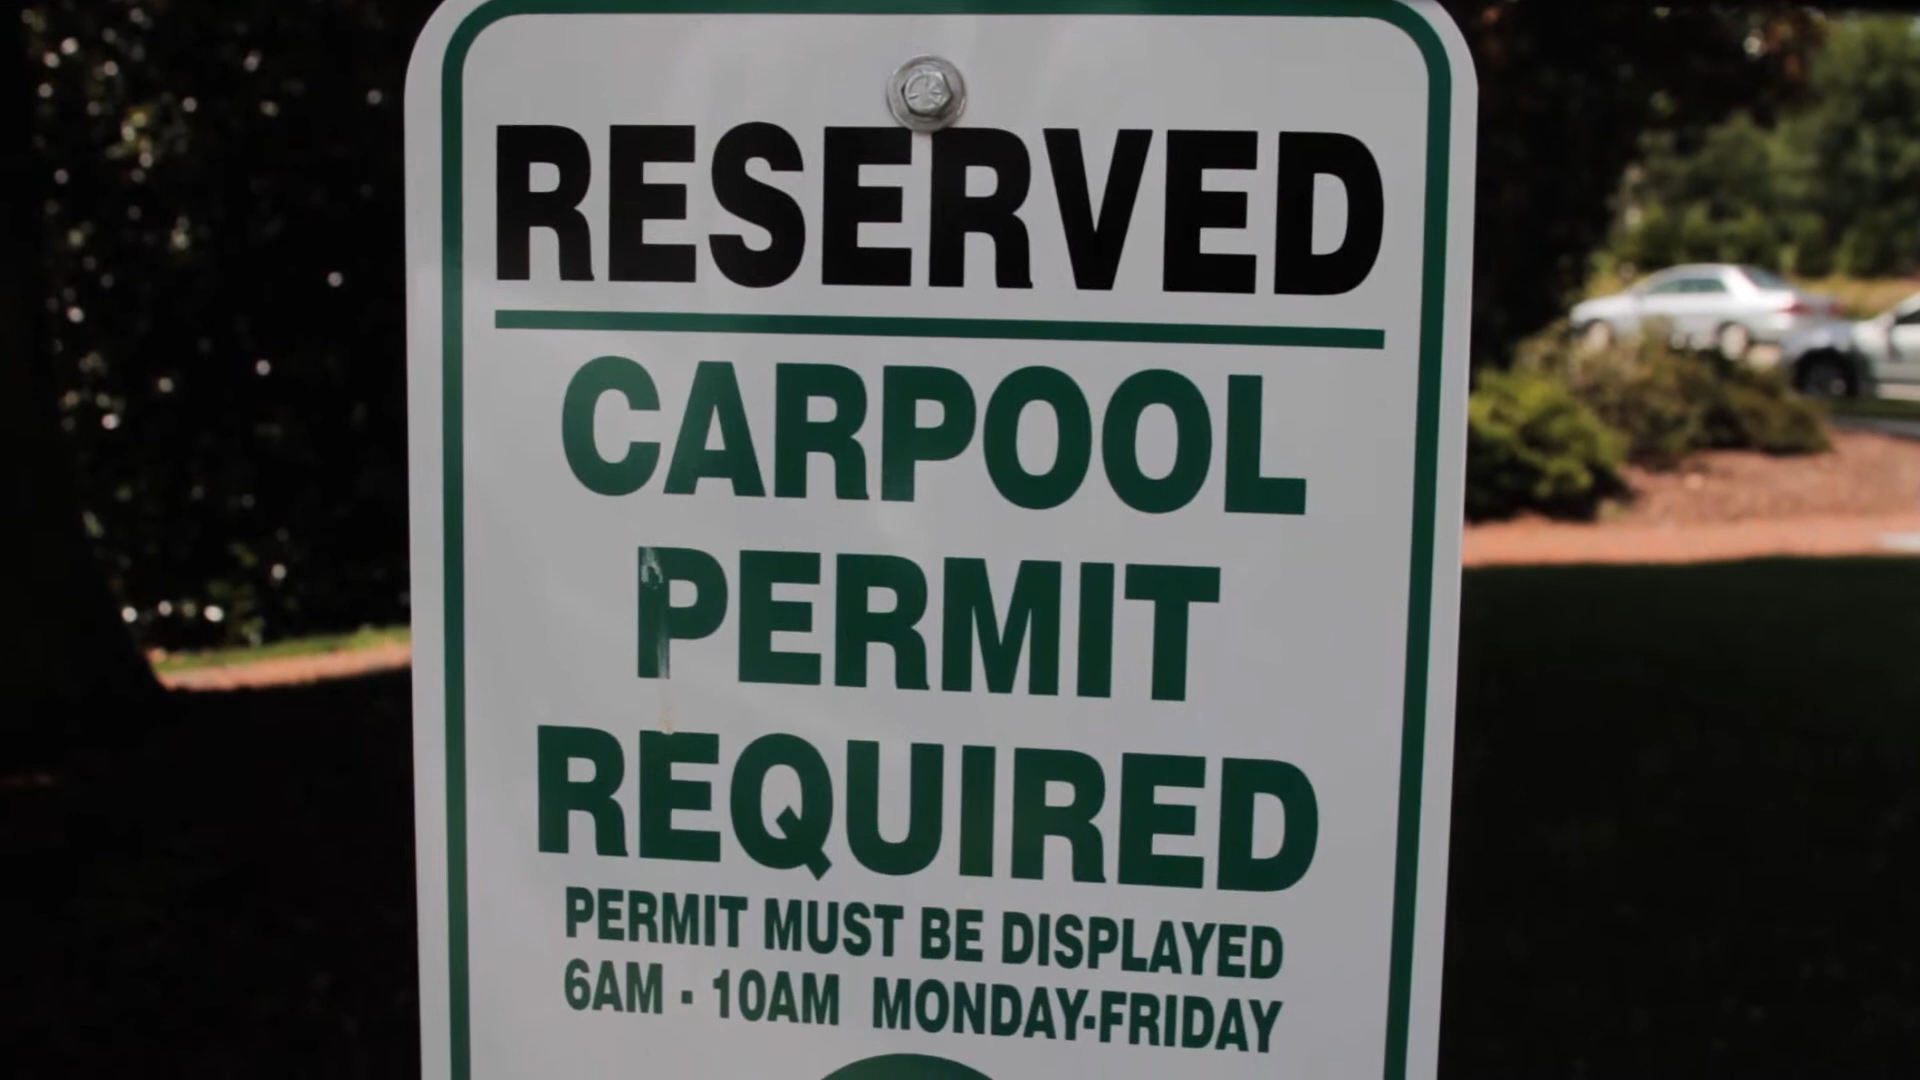 RESERVED
CARPOOL
PERMIT
REQUIRED
PERMIT MUST BE DISPLAYED
6AM - 10AM MONDAY-FRIDAY